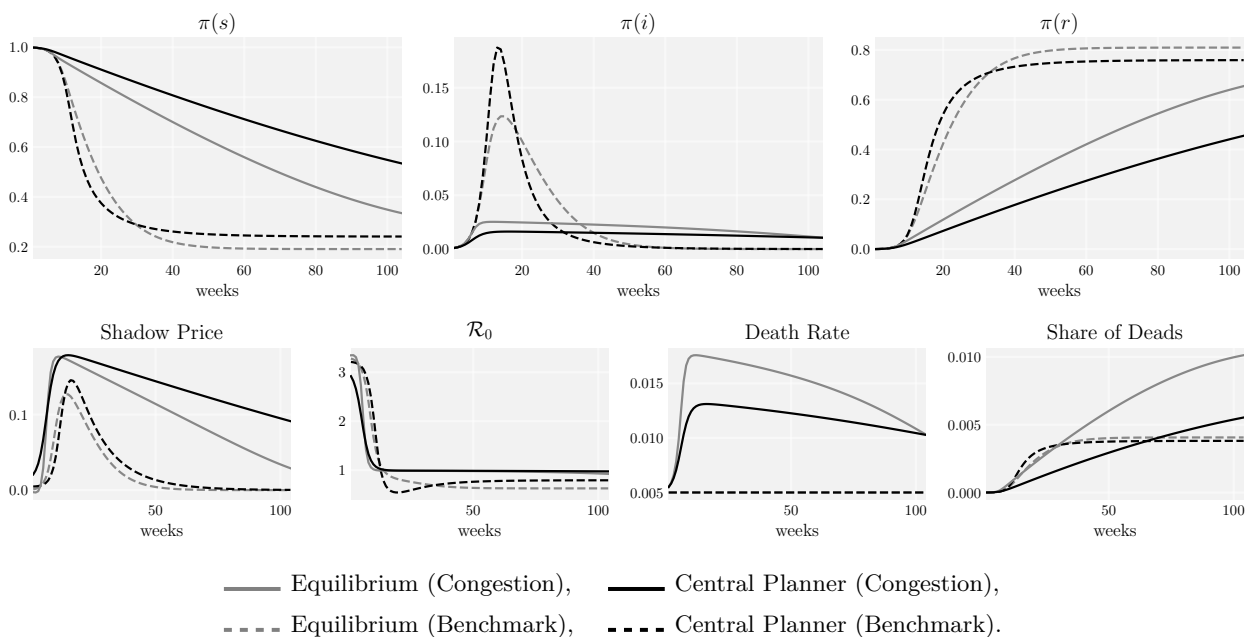 π(s) π(i) π(r)
1.0 0.8 0.6 0.4 0.2
0.15 0.10 0.05 0.00
0.8 0.6 0.4 0.2 0.0
20 40 60 80 100 20 40 60 80 100 20 40 60 80 100
weeks weeks weeks
Shadow Price R₀ Death Rate Share of Deads
0.1 0.0
3 2 1
0.015 0.010 0.005
0.010 0.005 0.000
50 100 50 100 50 100 50 100
weeks weeks weeks weeks
Equilibrium (Congestion), Central Planner (Congestion),
Equilibrium (Benchmark), Central Planner (Benchmark).